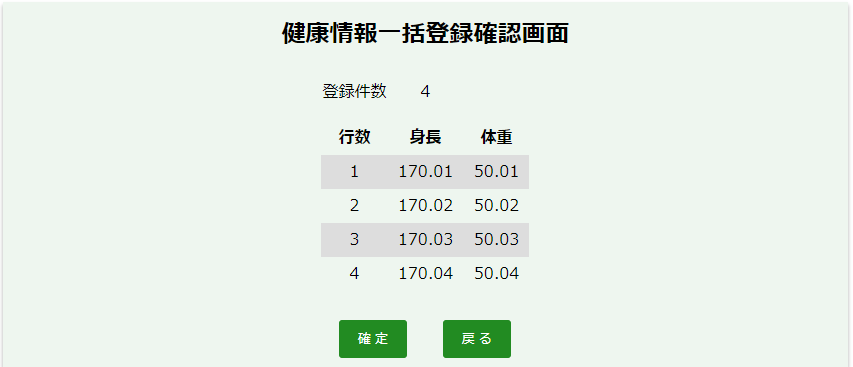 健康情報一括登録確認画面
登録件数 4
行数 身長 体重
1 170.01 50.01
2 170.02 50.02
3 170.03 50.03
4 170.04 50.04
確定 戻る